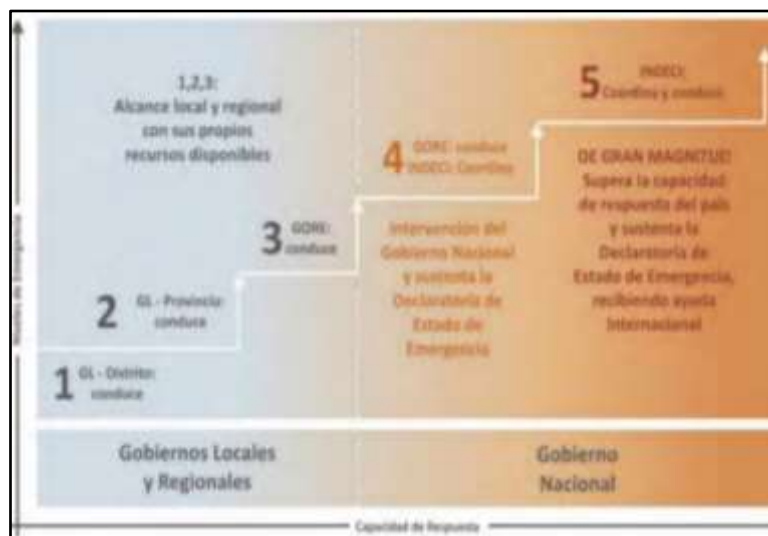 Niveles de Emergencia
1,2,3:
Alcance local y regional
con sus propios
recursos disponibles
5 INDECI:
Coordina y conduce
4 GORE: conduce
INDECI: Coordina
DE GRAN MAGNITUD:
Supera la capacidad
de respuesta del país
y sustenta la
Declaratoria de
Estado de Emergencia,
recibiendo ayuda
Internacional
3 GORE:
conduce
Intervención del
Gobierno Nacional
y sustenta la
Declaratoria de
Estado de
Emergencia
2 GL - Provincia:
conduce
1 GL - Distrito:
conduce
Gobiernos Locales
y Regionales
Gobierno
Nacional
Capacidad de Respuesta